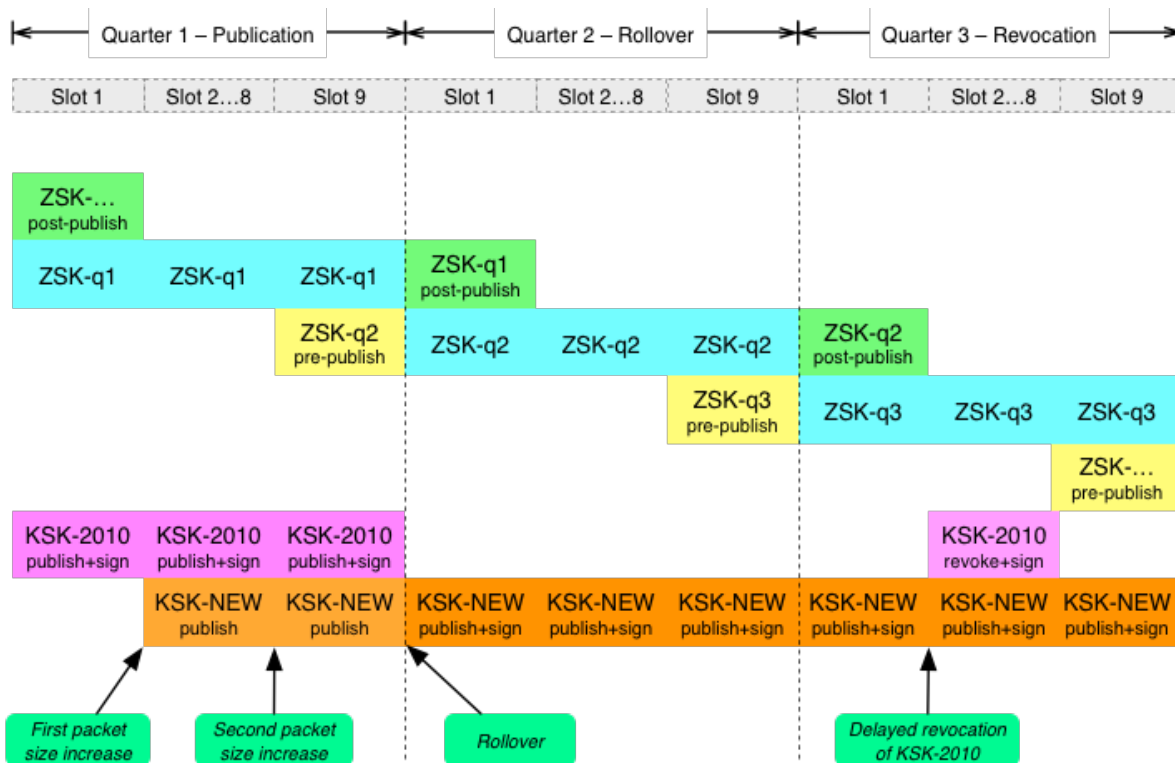 Quarter 1 – Publication
Quarter 2 – Rollover
Quarter 3 – Revocation
Slot 1
Slot 2...8
Slot 9
Slot 1
Slot 2...8
Slot 9
Slot 1
Slot 2...8
Slot 9
ZSK-...
post-publish
ZSK-q1
ZSK-q1
ZSK-q1
ZSK-q1
post-publish
ZSK-q2
pre-publish
ZSK-q2
ZSK-q2
ZSK-q2
ZSK-q2
post-publish
ZSK-q3
pre-publish
ZSK-q3
ZSK-q3
ZSK-q3
ZSK-...
pre-publish
KSK-2010
publish+sign
KSK-2010
publish+sign
KSK-2010
publish+sign
KSK-2010
revoke+sign
KSK-NEW
publish
KSK-NEW
publish
KSK-NEW
publish+sign
KSK-NEW
publish+sign
KSK-NEW
publish+sign
KSK-NEW
publish+sign
KSK-NEW
publish+sign
KSK-NEW
publish+sign
First packet
size increase
Second packet
size increase
Rollover
Delayed revocation
of KSK-2010